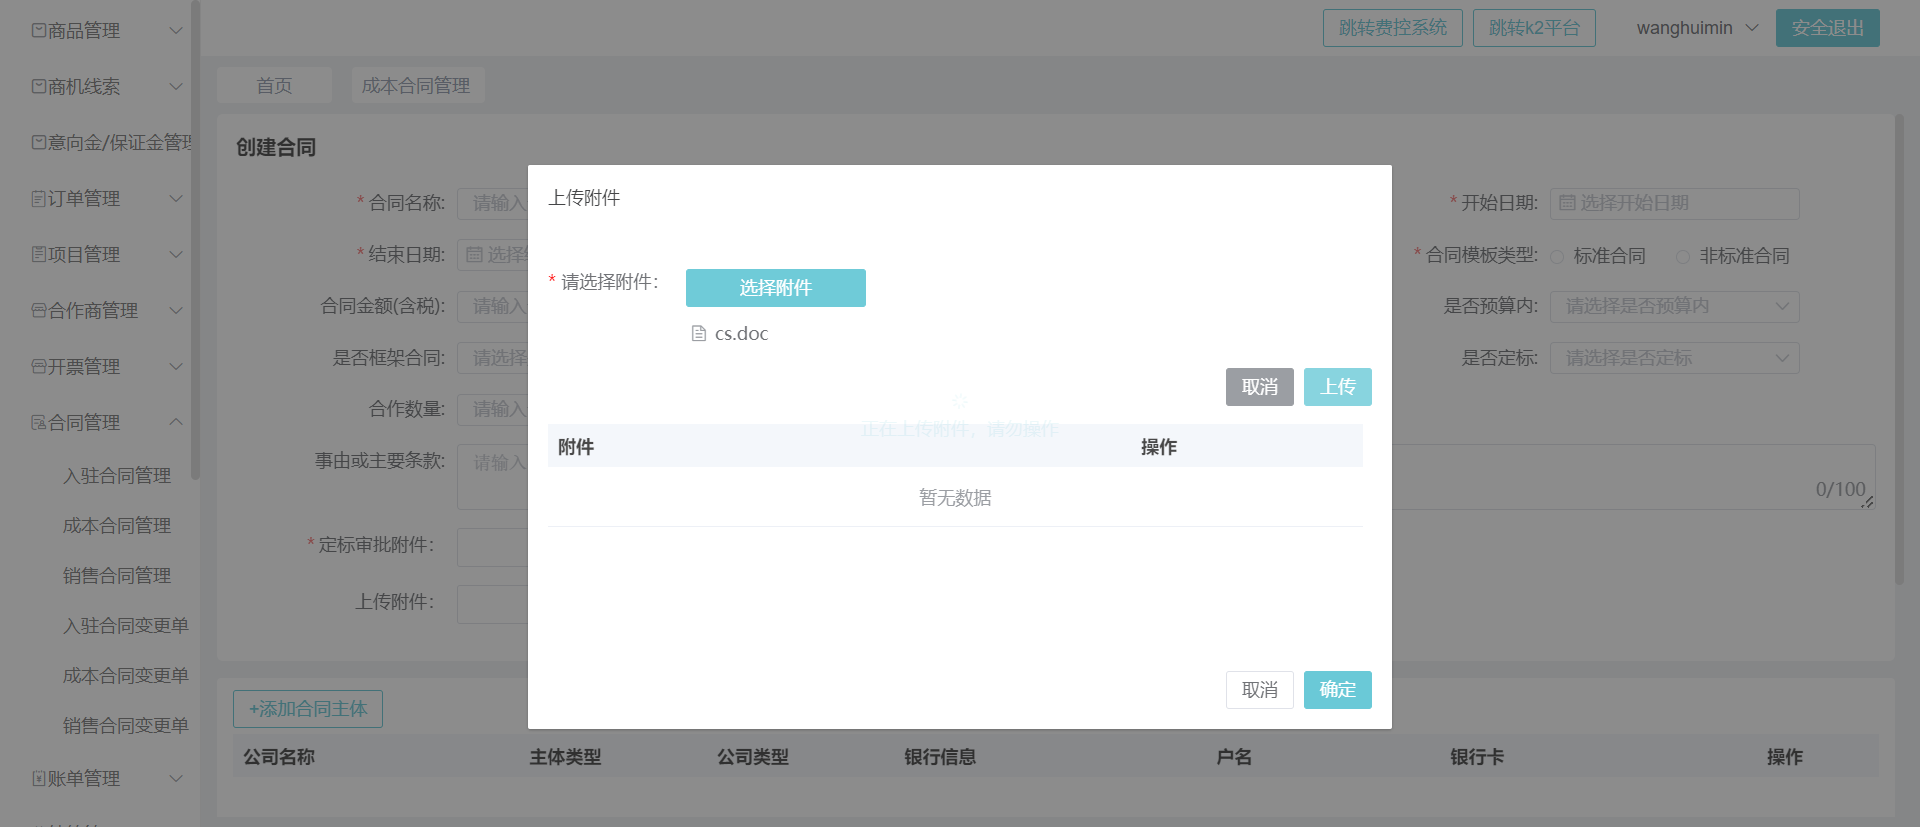 商品管理
商机线索
意向金/保证金管理
订单管理
项目管理
合作商管理
开票管理
合同管理
入驻合同管理
成本合同管理
销售合同管理
入驻合同变更单
成本合同变更单
销售合同变更单
账单管理
跳转费控系统
跳转k2平台
wanghuimin
安全退出
首页
成本合同管理
创建合同
* 合同名称:
请输入
* 开始日期:
选择开始日期
* 结束日期:
选择
* 合同模板类型:
标准合同
非标准合同
合同金额(含税):
请输入
是否预算内:
请选择是否预算内
是否框架合同:
请选择
是否定标:
请选择是否定标
合作数量:
请输入
事由或主要条款:
请输入
0/100
* 定标审批附件:
上传附件:
上传附件
* 请选择附件:
选择附件
cs.doc
取消
上传
正在上传附件，请勿操作
附件
操作
暂无数据
取消
确定
+添加合同主体
公司名称
主体类型
公司类型
银行信息
户名
银行卡
操作